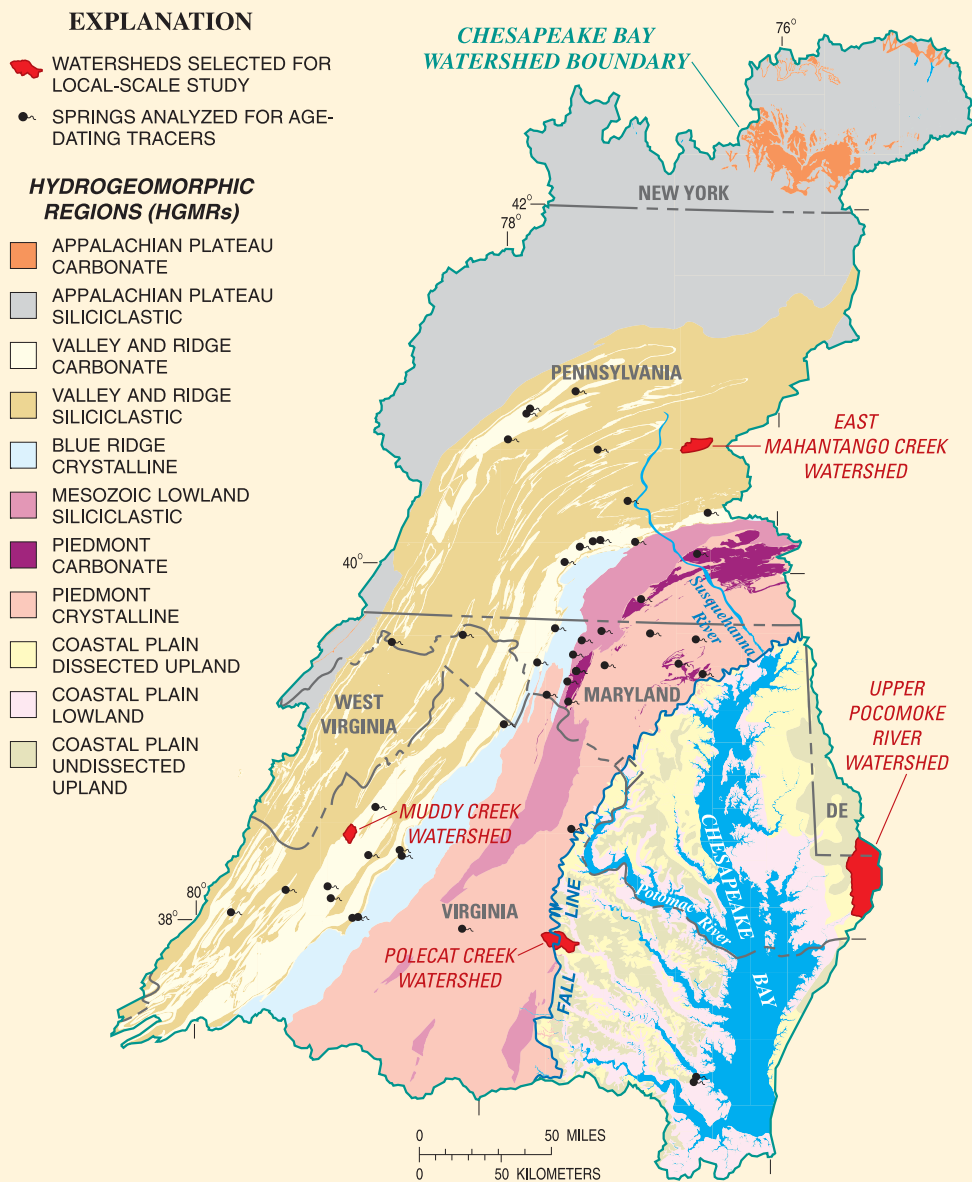 EXPLANATION
WATERSHEDS SELECTED FOR
LOCAL-SCALE STUDY
SPRINGS ANALYZED FOR AGE-
DATING TRACERS
HYDROGEOMORPHIC
REGIONS (HGMRs)
APPALACHIAN PLATEAU
CARBONATE
APPALACHIAN PLATEAU
SILICICLASTIC
VALLEY AND RIDGE
CARBONATE
VALLEY AND RIDGE
SILICICLASTIC
BLUE RIDGE
CRYSTALLINE
MESOZOIC LOWLAND
SILICICLASTIC
PIEDMONT
CARBONATE
PIEDMONT
CRYSTALLINE
COASTAL PLAIN
DISSECTED UPLAND
COASTAL PLAIN
LOWLAND
COASTAL PLAIN
UNDISSECTED
UPLAND
CHESAPEAKE BAY
WATERSHED BOUNDARY
76°
42°
78°
NEW YORK
PENNSYLVANIA
EAST
MAHANTANGO CREEK
WATERSHED
40°
Susquehanna
River
WEST
VIRGINIA
MARYLAND
UPPER
POCOMOKE
RIVER
WATERSHED
MUDDY CREEK
WATERSHED
DE
CHESAPEAKE
BAY
80°
38°
VIRGINIA
Potomac River
POLECAT CREEK
WATERSHED
FALL LINE
0 50 MILES
0 50 KILOMETERS